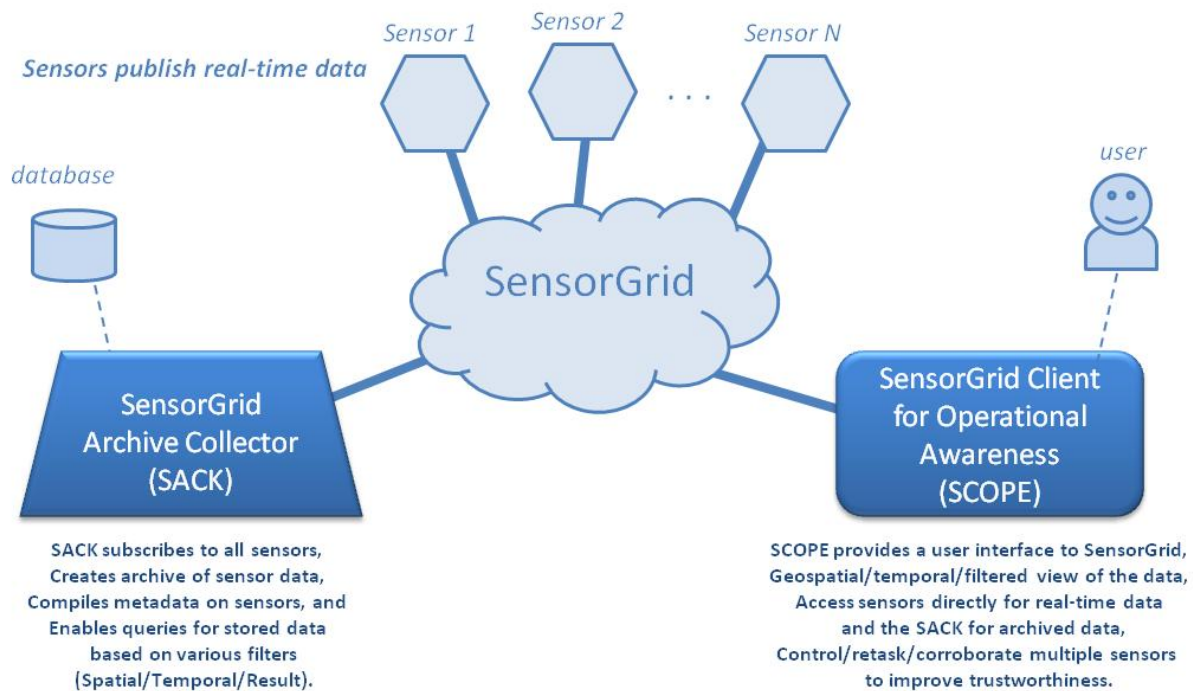 Sensor 1
Sensor 2
Sensor N
. . .
Sensors publish real-time data
database
user
SensorGrid
SensorGrid
Archive Collector
(SACK)
SensorGrid Client
for Operational
Awareness
(SCOPE)
SACK subscribes to all sensors,
Creates archive of sensor data,
Compiles metadata on sensors, and
Enables queries for stored data
based on various filters
(Spatial/Temporal/Result).
SCOPE provides a user interface to SensorGrid,
Geospatial/temporal/filtered view of the data,
Access sensors directly for real-time data
and the SACK for archived data,
Control/retask/corroborate multiple sensors
to improve trustworthiness.